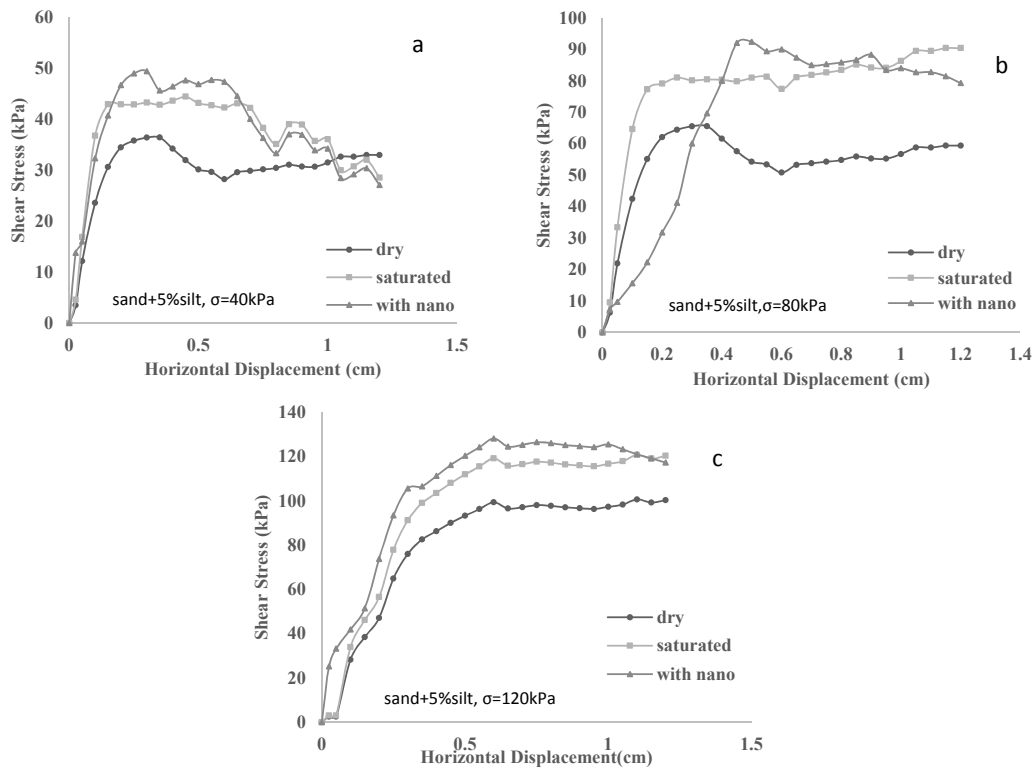 a
60
50
40
30
20
10
0
Shear Stress (kPa)
dry
saturated
with nano
sand+5%silt, σ=40kPa
0 0.5 1 1.5
Horizontal Displacement (cm)
b
100
90
80
70
60
50
40
30
20
10
0
Shear Stress (kPa)
dry
saturated
with nano
sand+5%silt,σ=80kPa
0 0.2 0.4 0.6 0.8 1 1.2 1.4
Horizontal Displacement (cm)
c
140
120
100
80
60
40
20
0
Shear Stress (kPa)
dry
saturated
with nano
sand+5%silt, σ=120kPa
0 0.5 1 1.5
Horizontal Displacement(cm)